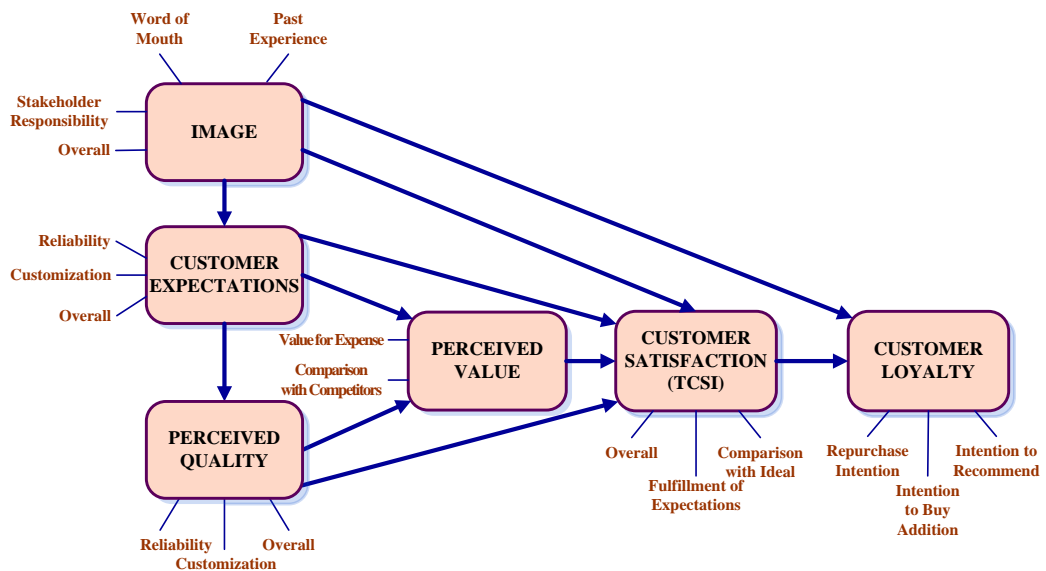 Word of
Mouth
Past
Experience
Stakeholder
Responsibility
Overall
IMAGE
Reliability
Customization
Overall
CUSTOMER
EXPECTATIONS
Value for Expense
Comparison
with Competitors
PERCEIVED
VALUE
CUSTOMER
SATISFACTION
(TCSI)
CUSTOMER
LOYALTY
PERCEIVED
QUALITY
Overall
Fulfillment of
Expectations
Comparison
with Ideal
Repurchase
Intention
Intention
to Buy
Addition
Intention to
Recommend
Reliability
Customization
Overall